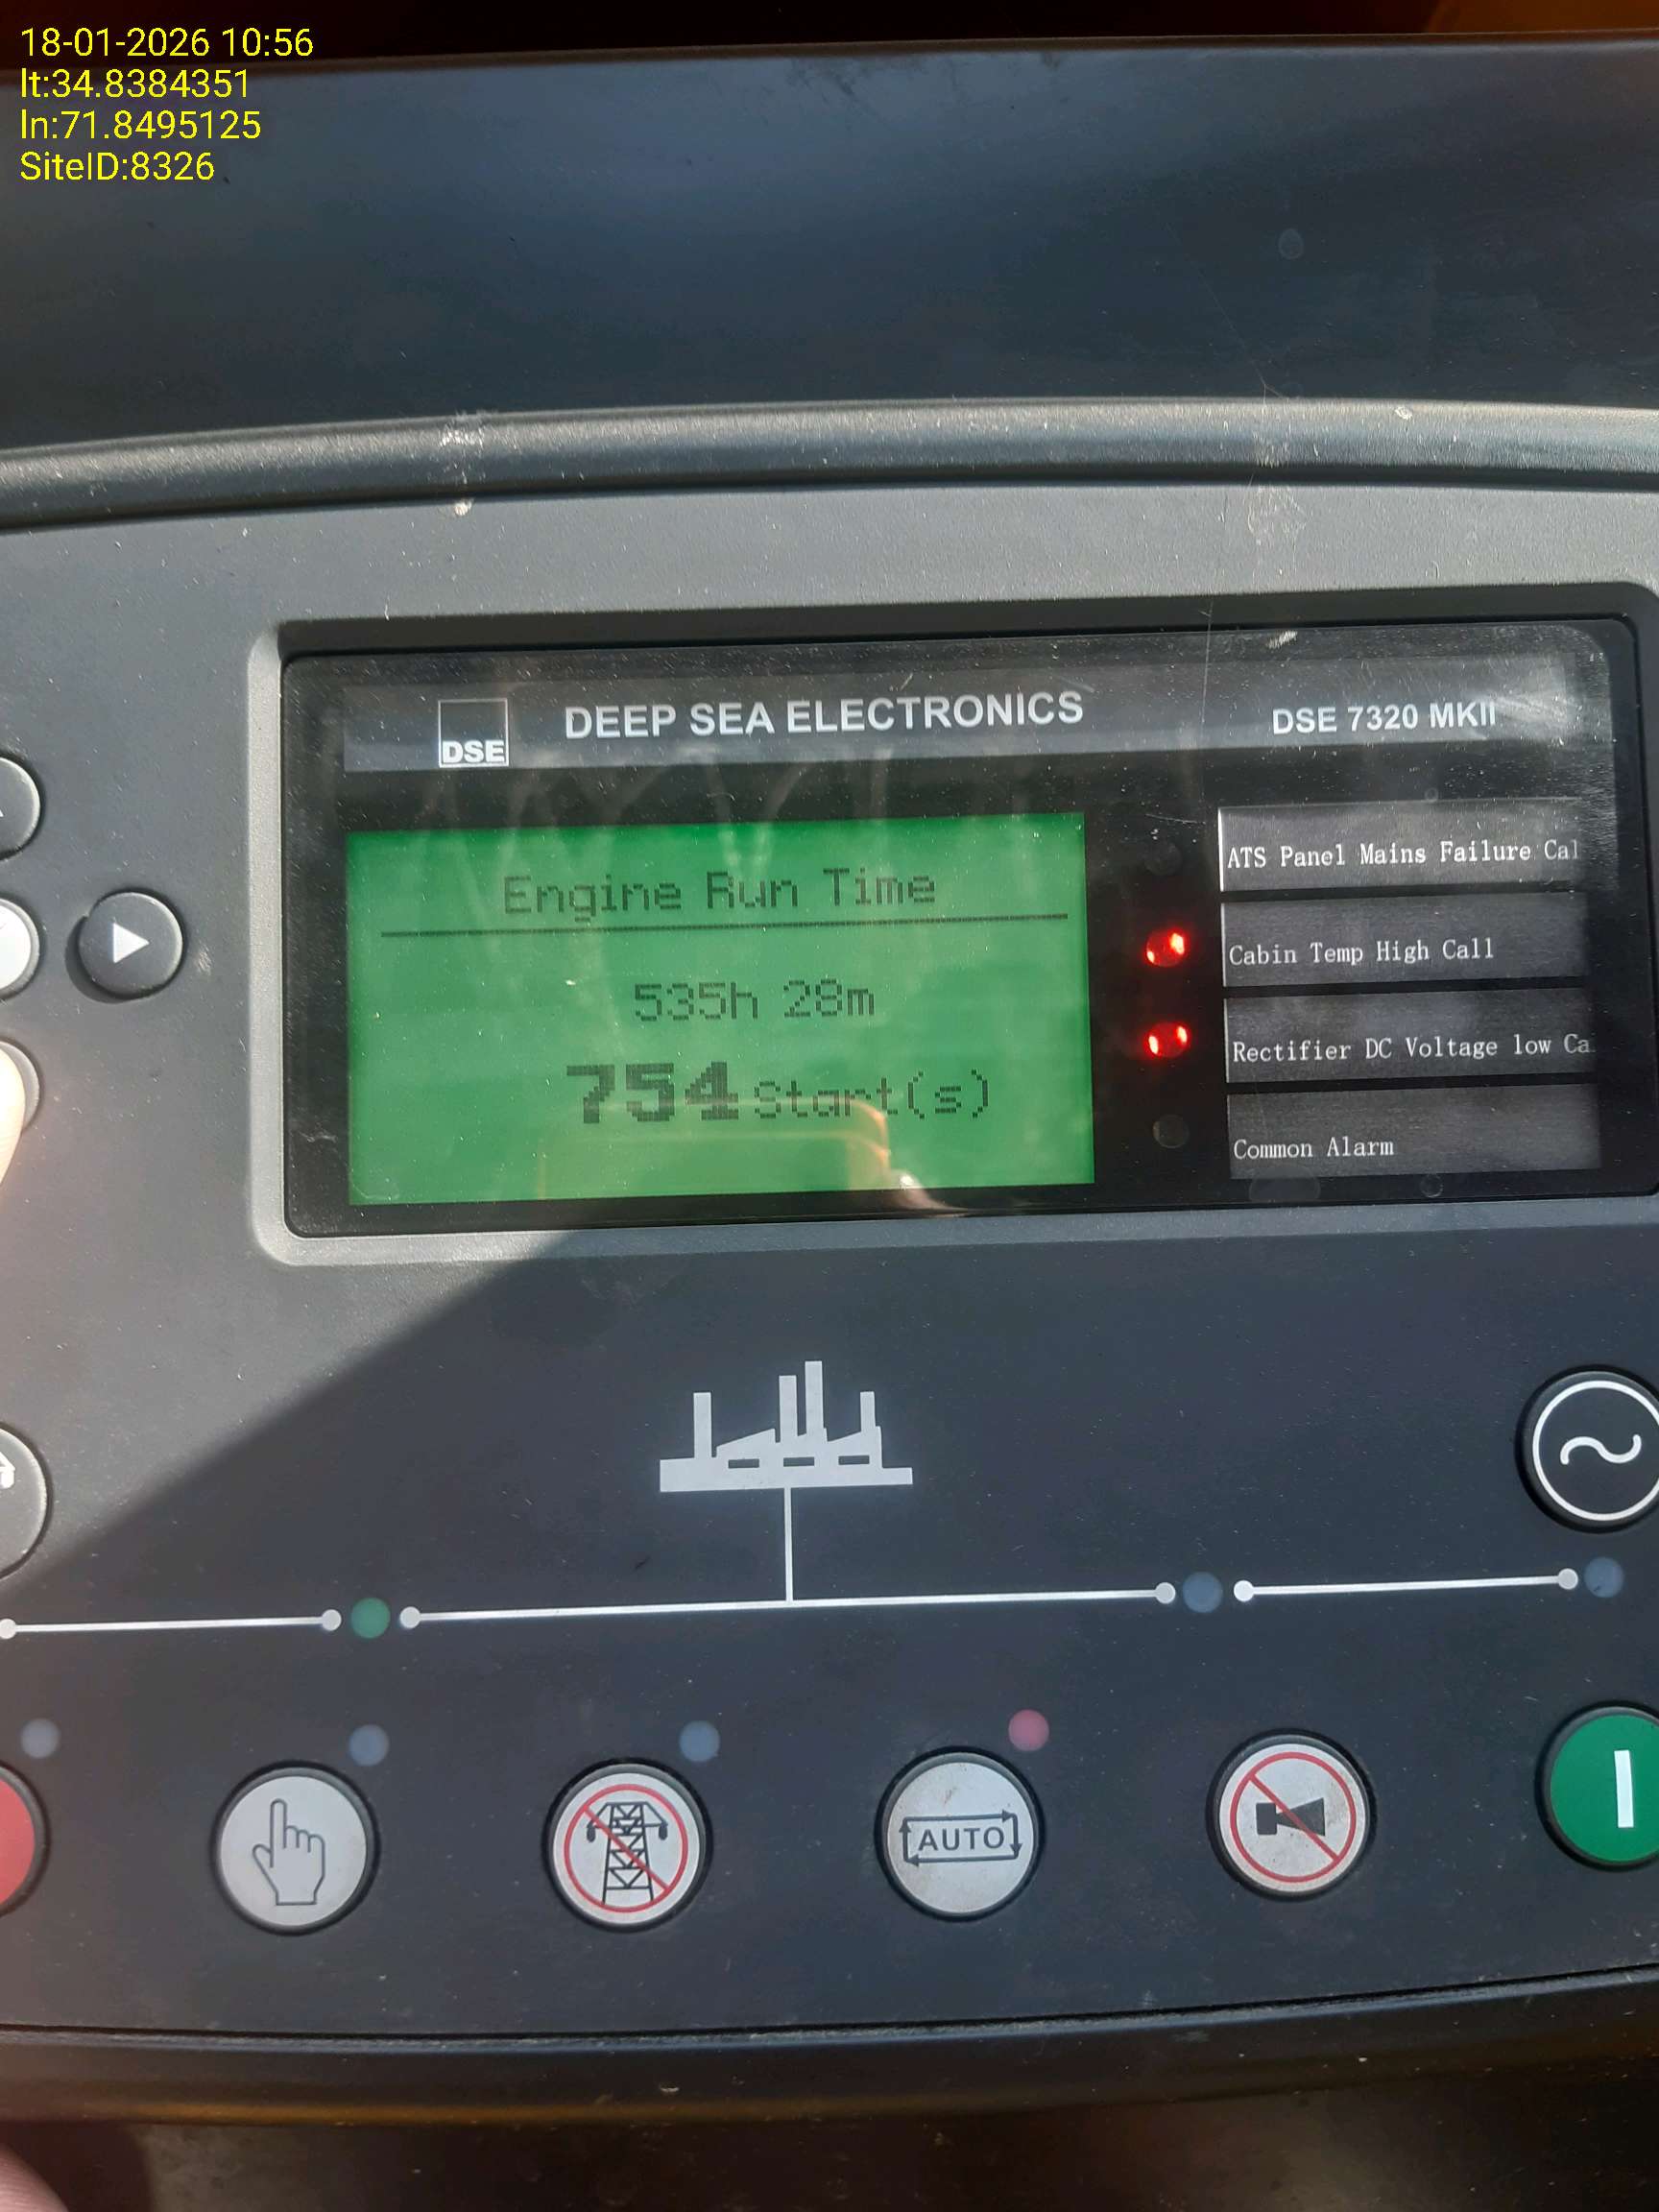 18-01-2026 10:56
lt:34.8384351
ln:71.8495125
SiteID:8326
DSE
DEEP SEA ELECTRONICS
DSE 7320 MKII
Engine Run Time
535h 28m
754 Start(s)
ATS Panel Mains Failure Cal
Cabin Temp High Call
Rectifier DC Voltage low Ca
Common Alarm
AUTO